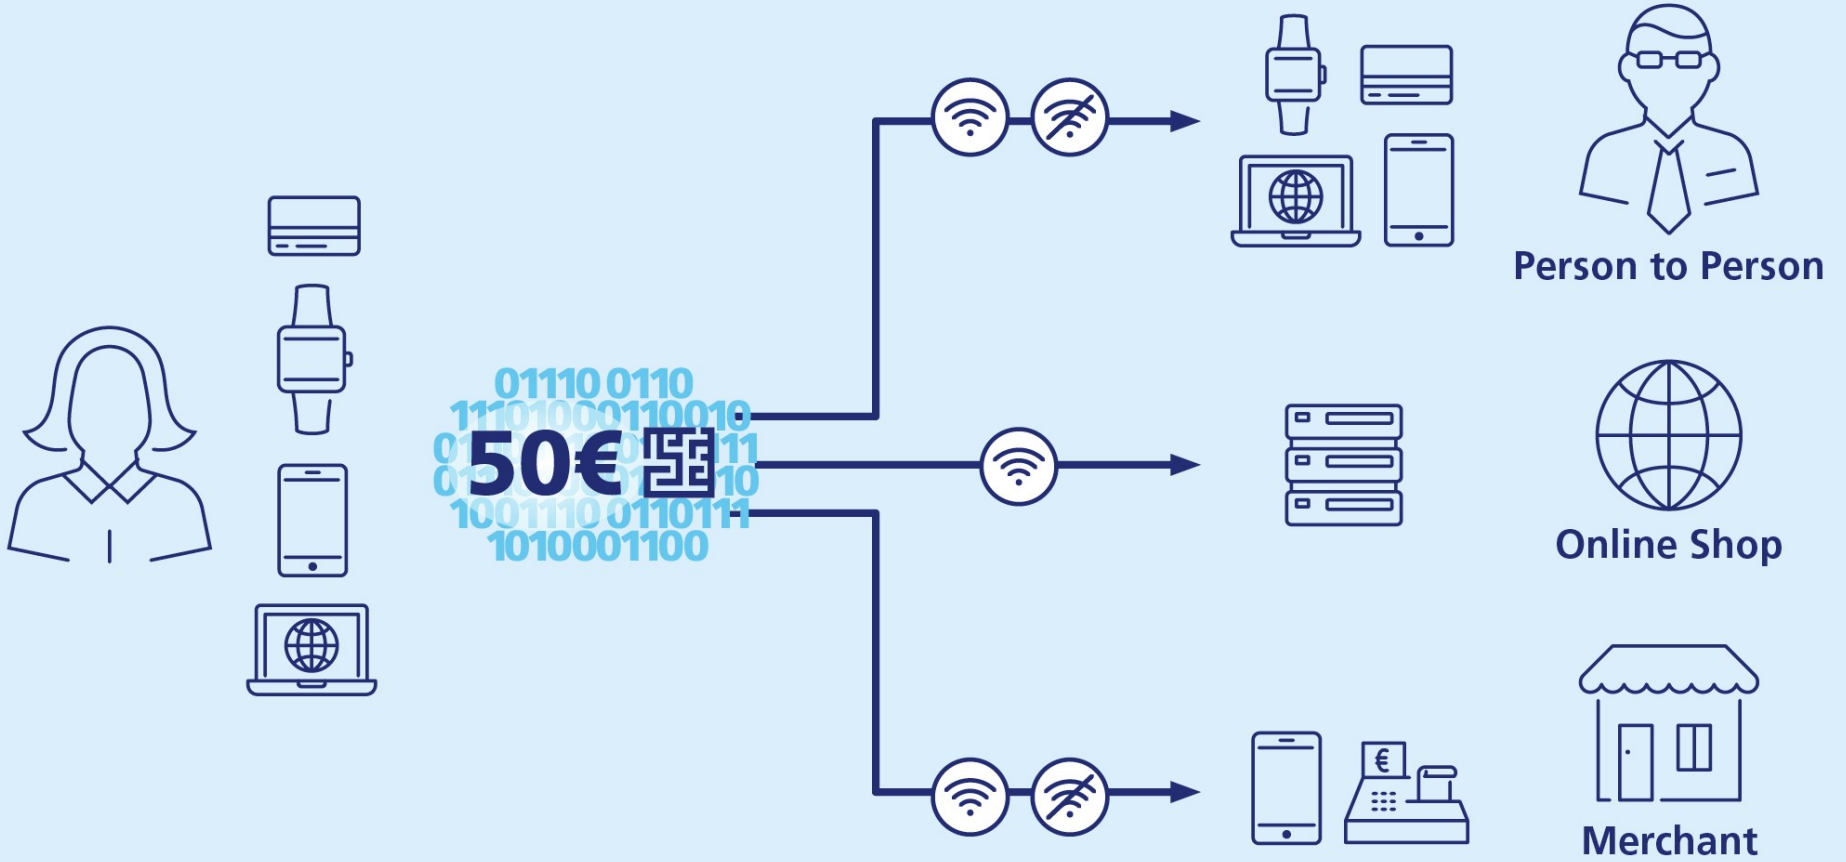 01110 0110
50€
1010001100
Person to Person
Online Shop
€
Merchant